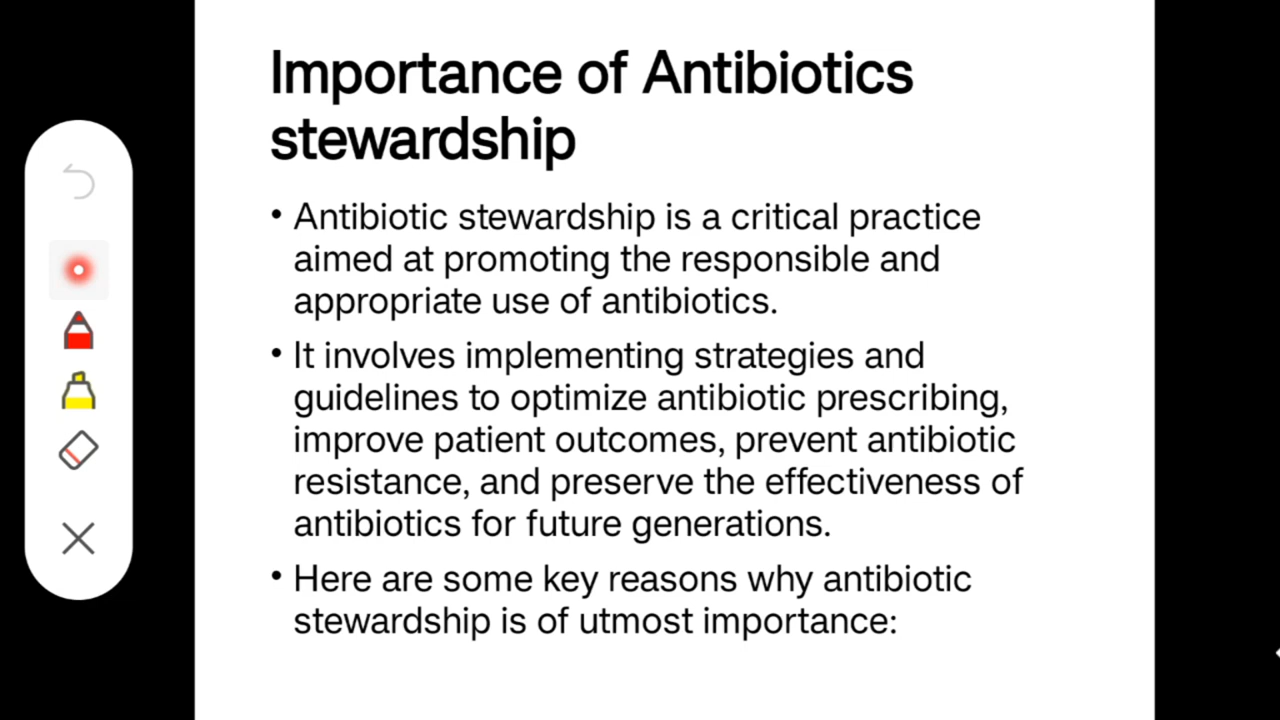 Importance of Antibiotics
stewardship
• Antibiotic stewardship is a critical practice
aimed at promoting the responsible and
appropriate use of antibiotics.
• It involves implementing strategies and
guidelines to optimize antibiotic prescribing,
improve patient outcomes, prevent antibiotic
resistance, and preserve the effectiveness of
antibiotics for future generations.
• Here are some key reasons why antibiotic
stewardship is of utmost importance: